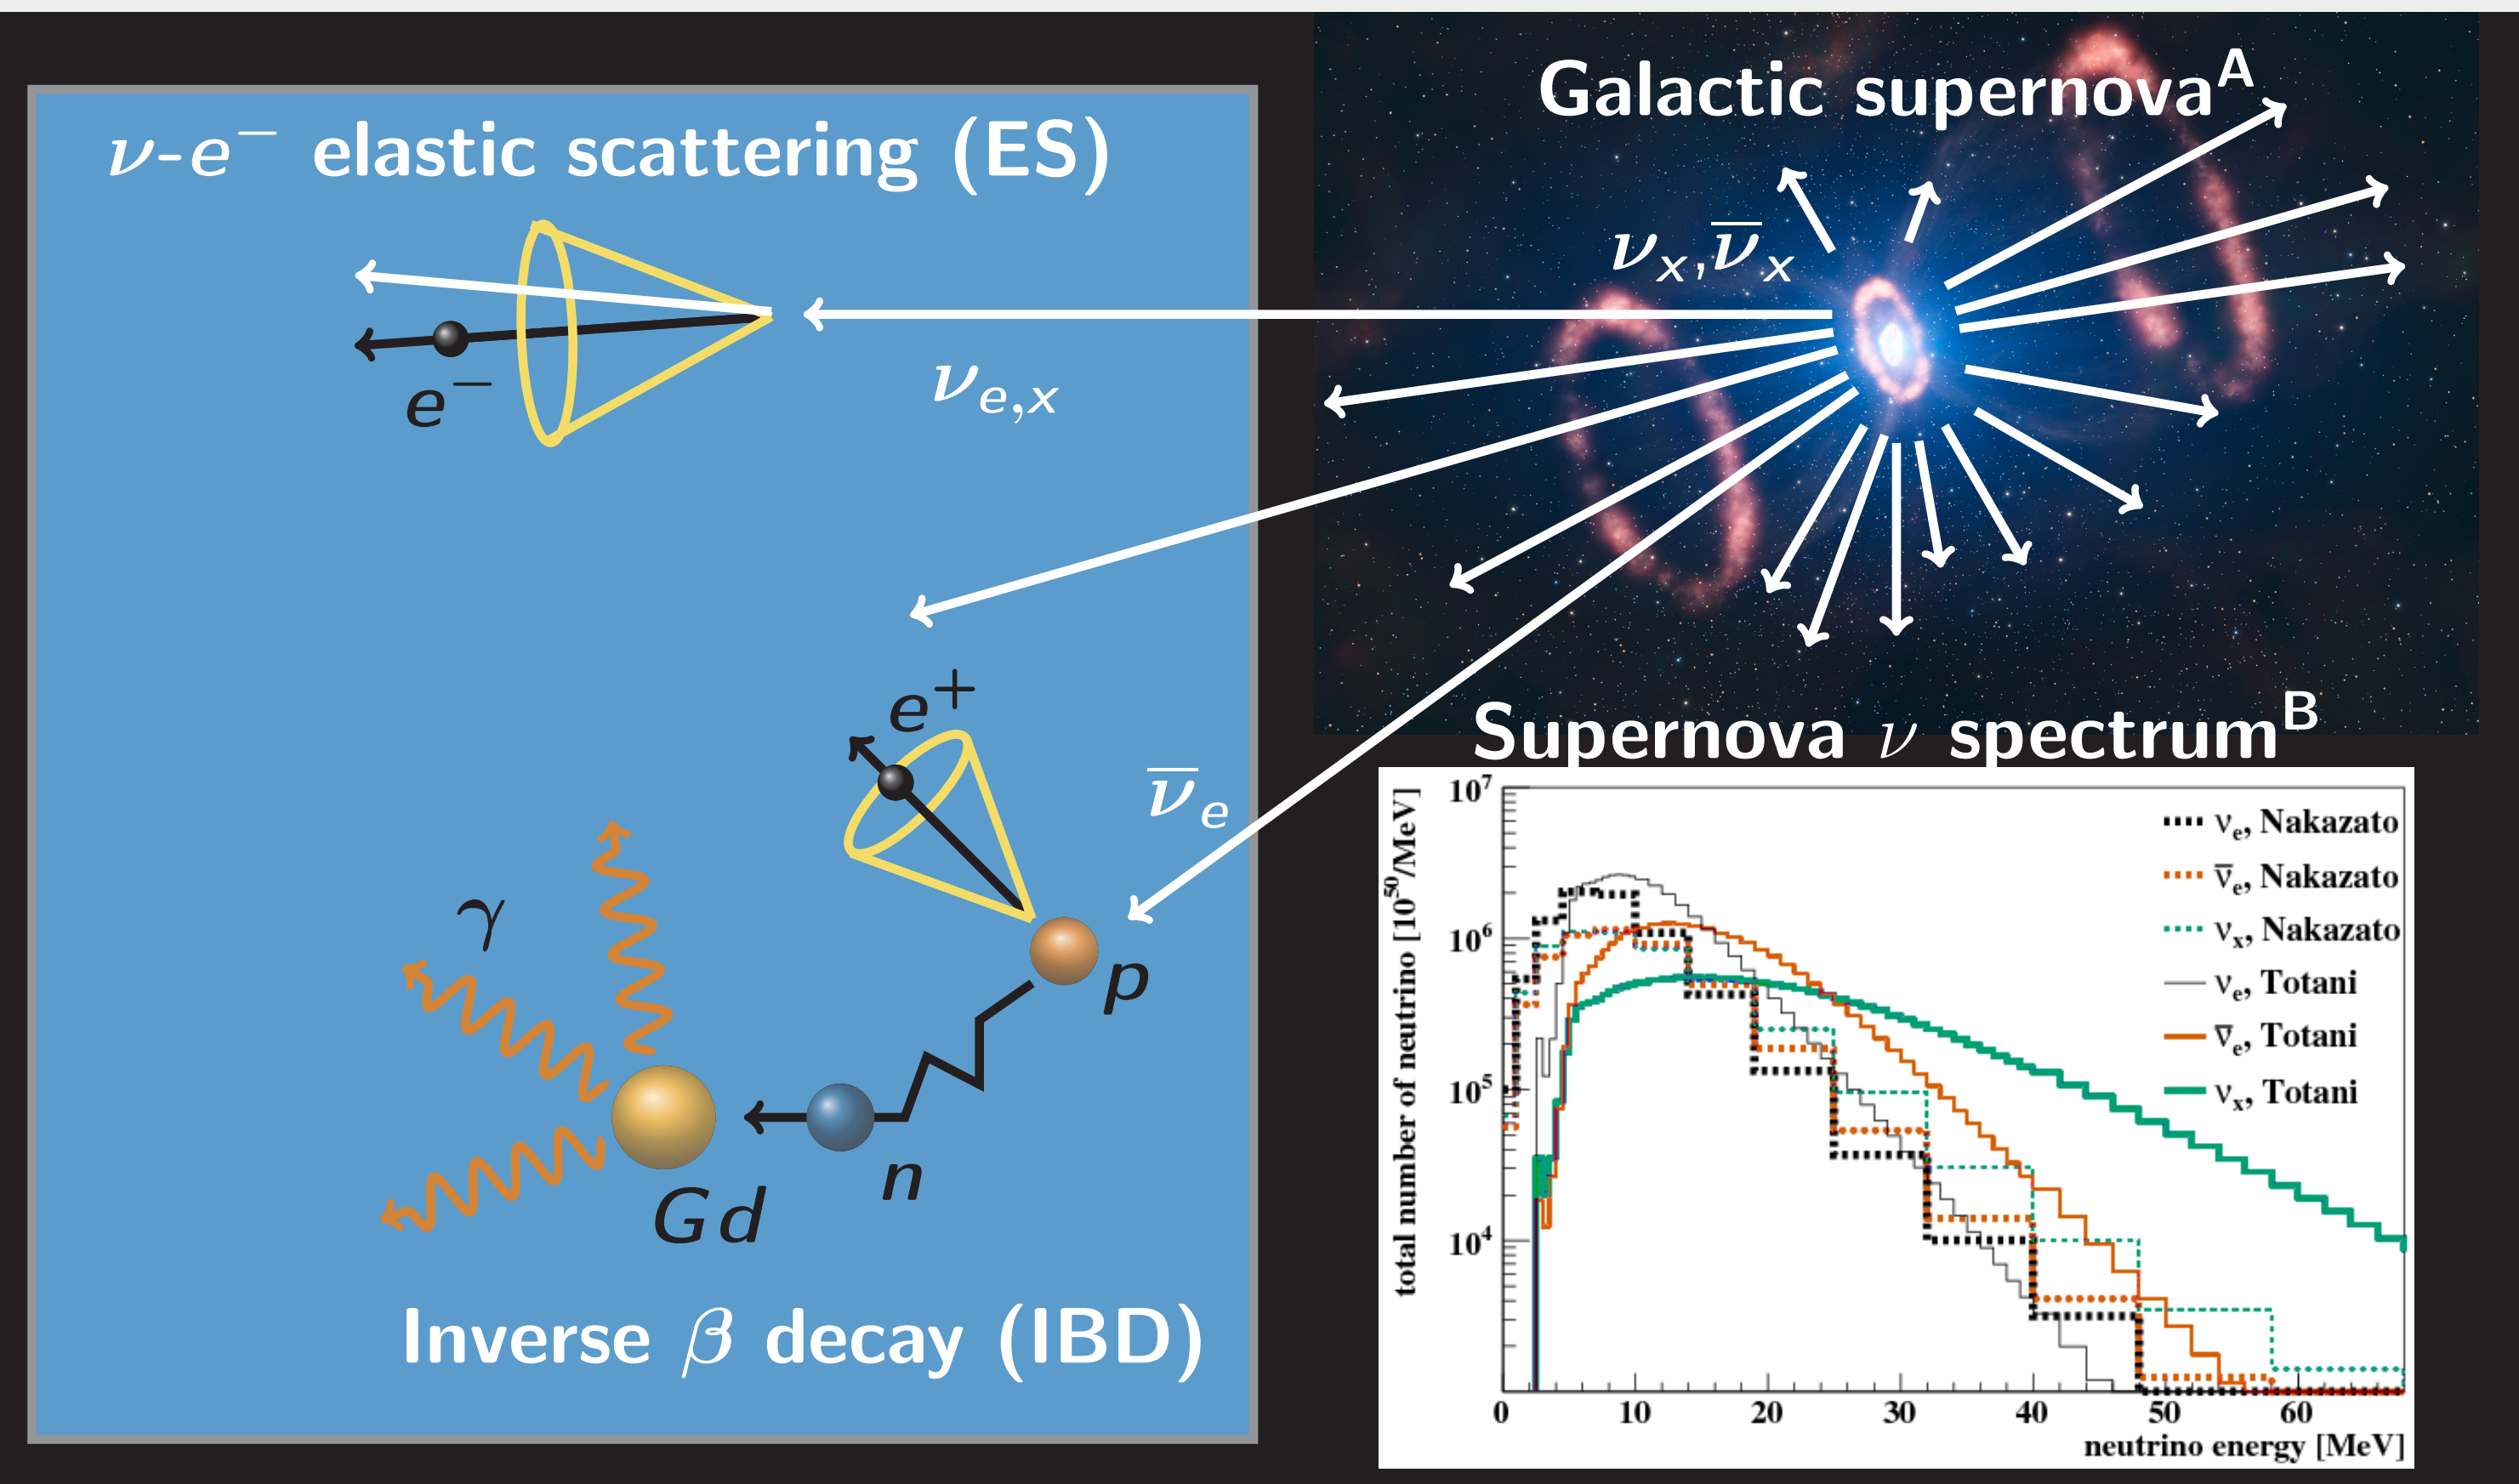 ν-e⁻ elastic scattering (ES)
e⁻
ν_{e,x}
e⁺
ν̅_e
γ
p
n
Gd
Inverse β decay (IBD)
Galactic supernova^A
ν_x, ν̅_x
Supernova ν spectrum^B
total number of neutrino [10⁵⁰/MeV]
10⁷
10⁶
10⁵
10⁴
ν_e, Nakazato
ν̅_e, Nakazato
ν_x, Nakazato
ν_e, Totani
ν̅_e, Totani
ν_x, Totani
0 10 20 30 40 50 60
neutrino energy [MeV]